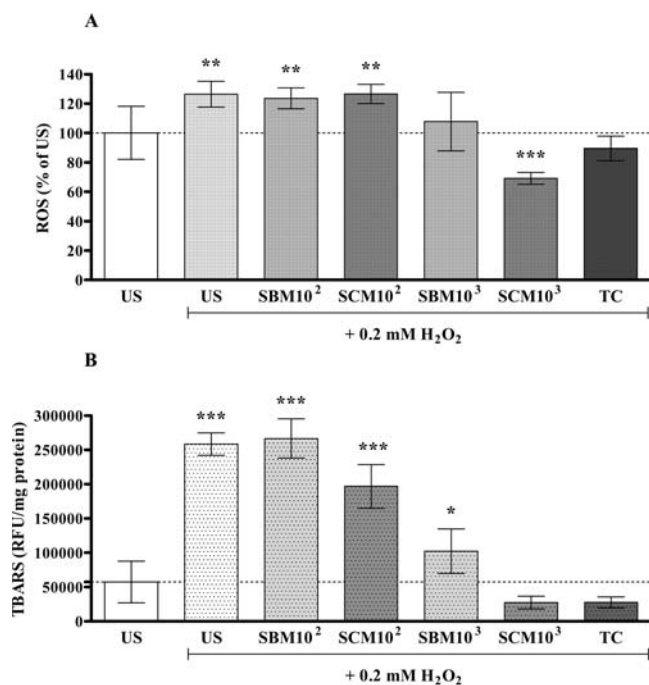 A
** ** **
***
140
120
100
80
60
40
20
0
ROS (% of US)
US US SBM10² SCM10² SBM10³ SCM10³ TC
+ 0.2 mM H₂O₂
B
*** *** *** *
300000
250000
200000
150000
100000
50000
0
TBARS (RFU/mg protein)
US US SBM10² SCM10² SBM10³ SCM10³ TC
+ 0.2 mM H₂O₂